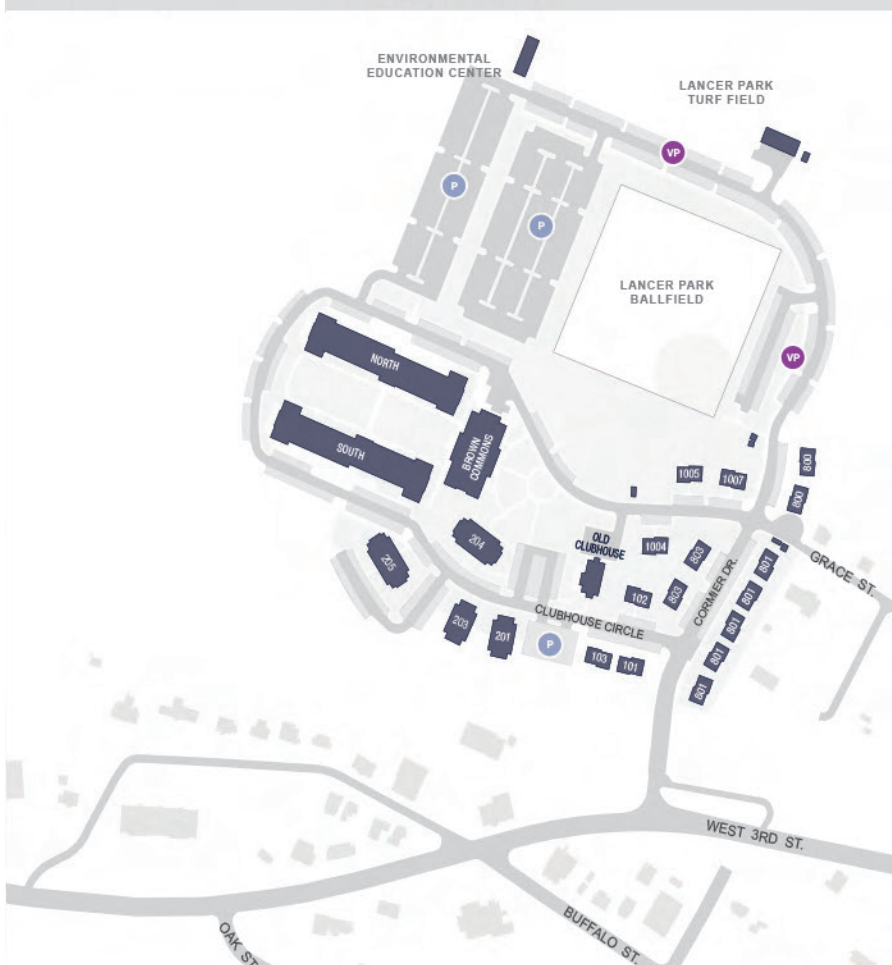 ENVIRONMENTAL
EDUCATION CENTER
LANCER PARK
TURF FIELD
VP
P
P
LANCER PARK
BALLFIELD
VP
NORTH
SOUTH
BROWN
COMMONS
1005
1007
800
800
OLD
CLUBHOUSE
1004
803
204
205
GRACE ST.
CORMIER DR.
801
801
801
801
801
102
803
CLUBHOUSE CIRCLE
203
201
P
103
101
WEST 3RD ST.
BUFFALO ST.
OAK ST.